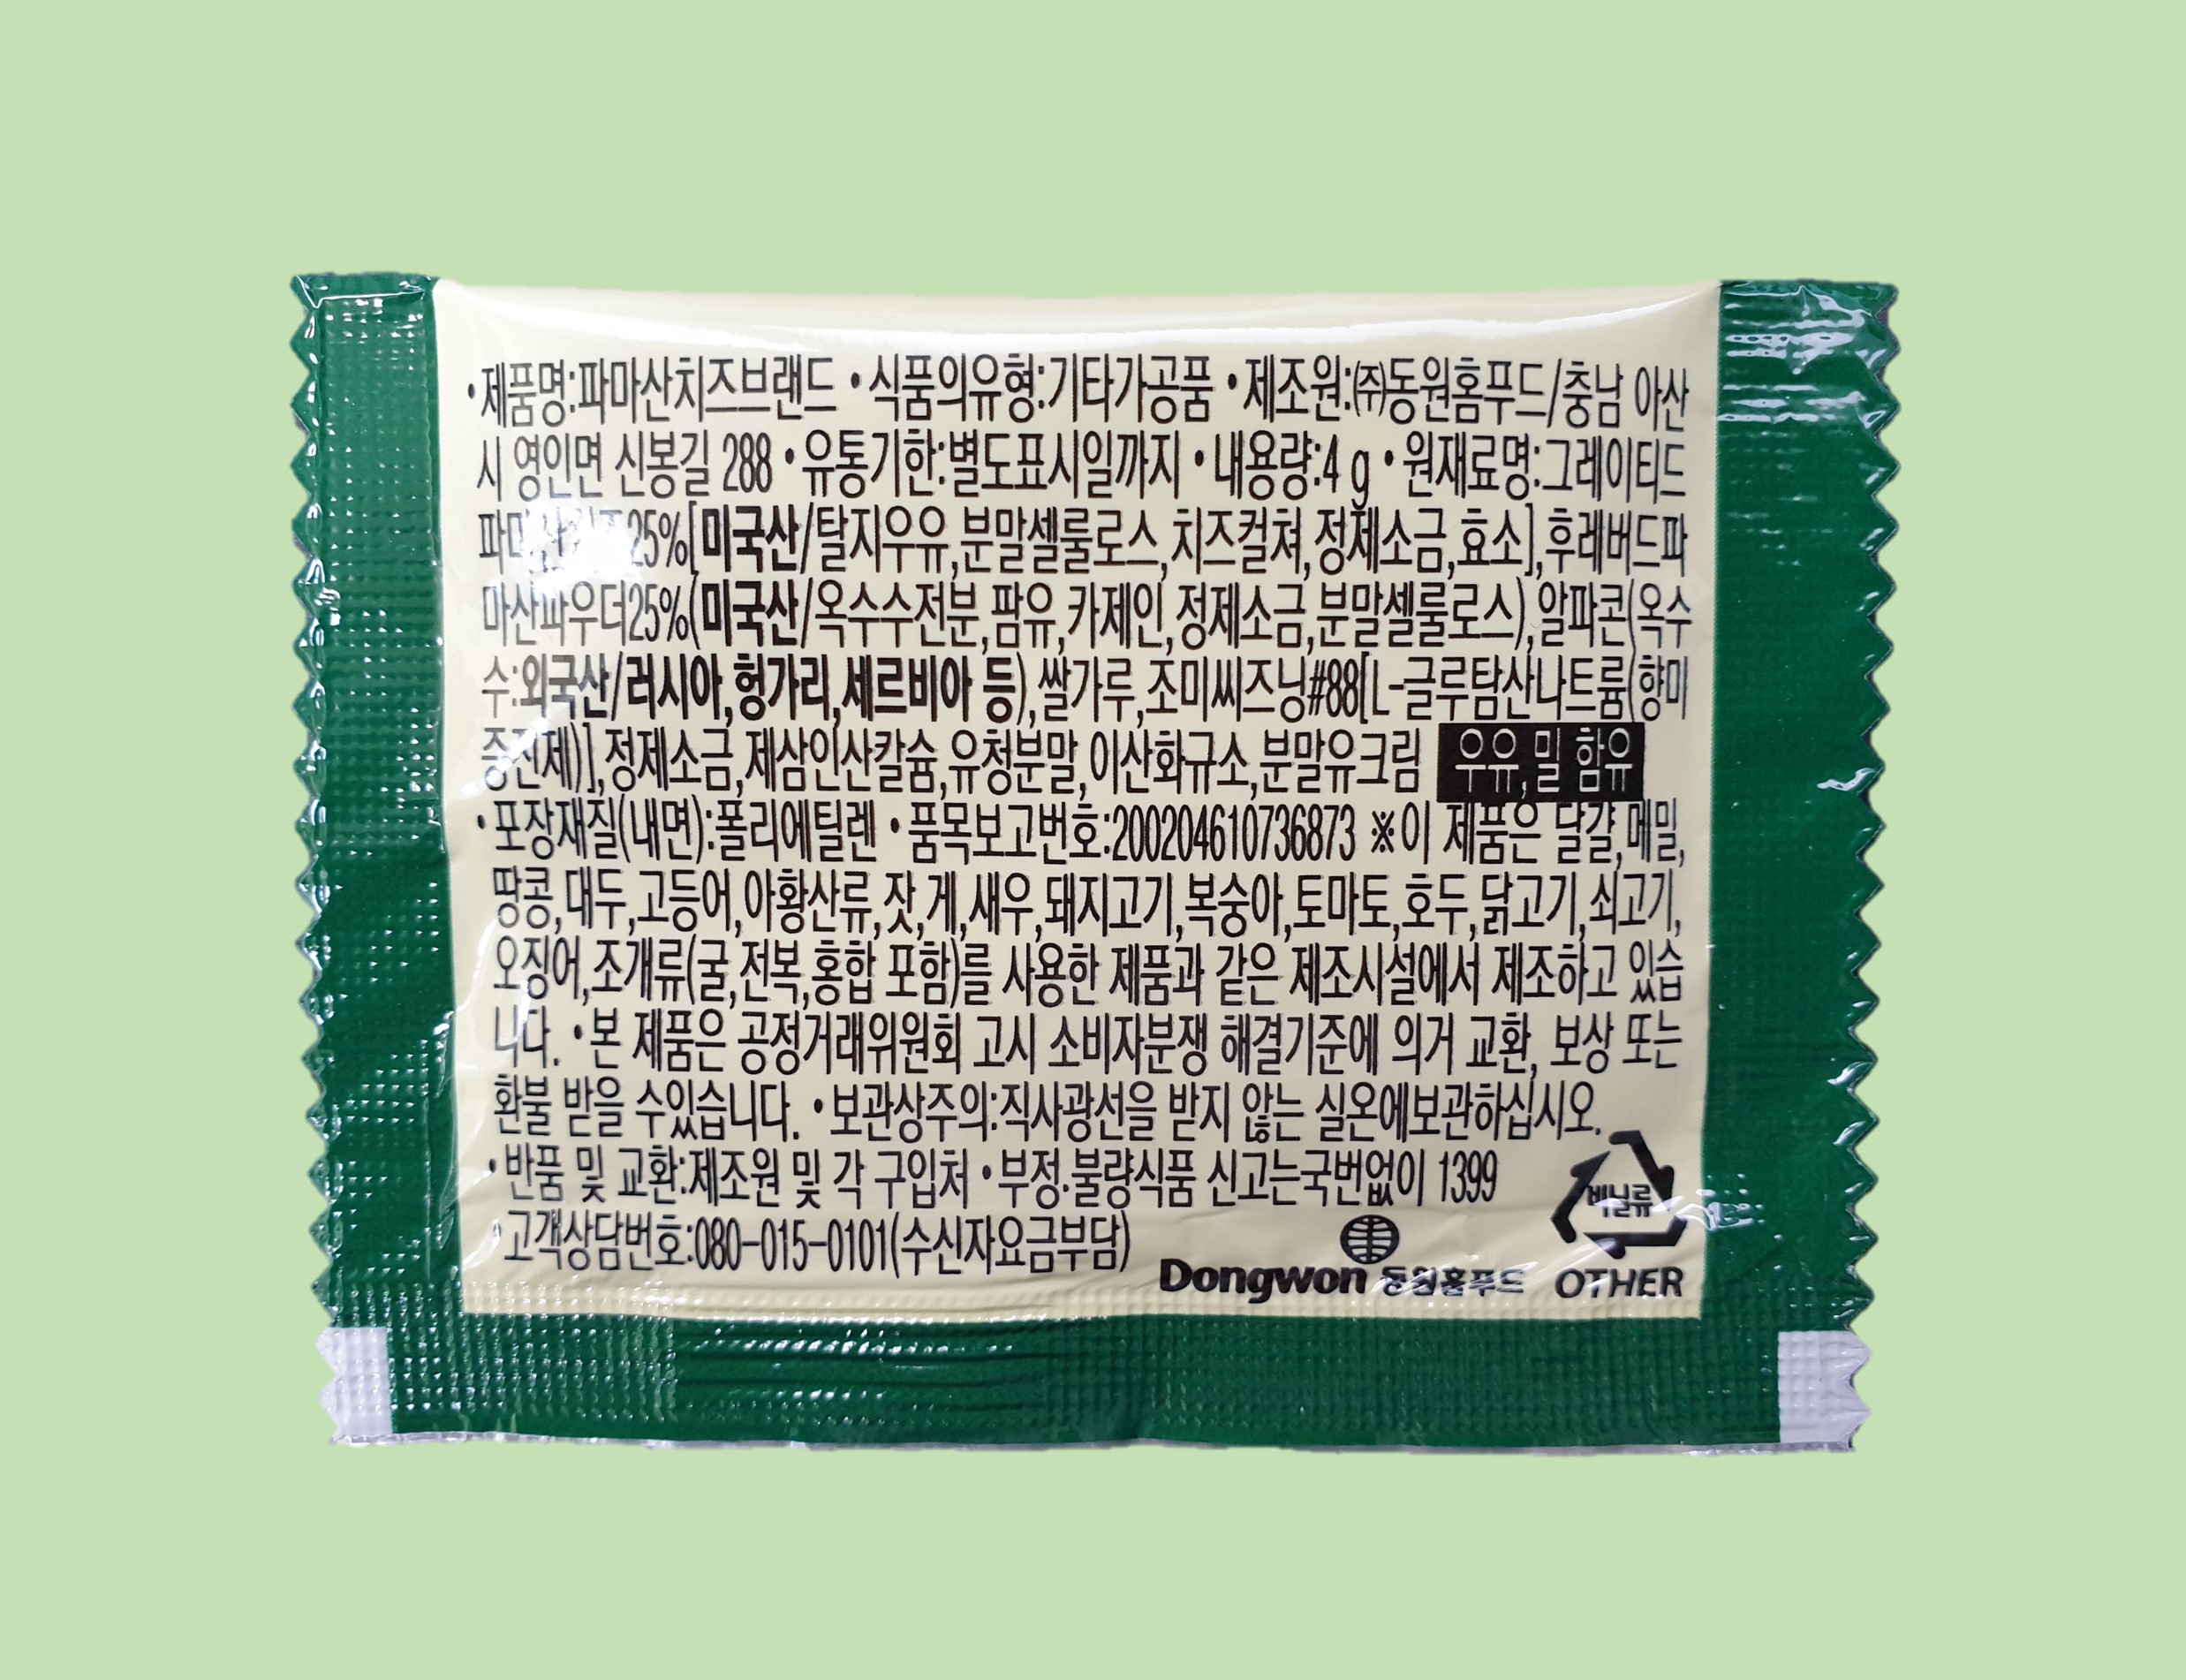 •제품명:파마산치즈브랜드 •식품의유형:기타가공품 •제조원:㈜동원홈푸드/충남 아산
시 영인면 신봉길 288 •유통기한:별도표시일까지 •내용량:4 g •원재료명:그레이티드
파마산치즈25%[미국산/탈지우유,분말셀룰로스,치즈컬쳐,정제소금,효소],후레버드파
마산파우더25%(미국산/옥수수전분,팜유,카제인,정제소금,분말셀룰로스),알파콘(옥수
수:외국산/러시아,헝가리,세르비아 등),쌀가루,조미씨즈닝#88[L-글루탐산나트륨(향미
증진제)],정제소금,제삼인산칼슘,유청분말,이산화규소,분말유크림 우유,밀 함유
•포장재질(내면):폴리에틸렌 •품목보고번호:200204610736873 ※이 제품은 달걀,메밀,
땅콩,대두,고등어,아황산류,잣,게,새우,돼지고기,복숭아,토마토,호두,닭고기,쇠고기,
오징어,조개류(굴,전복,홍합 포함)를 사용한 제품과 같은 제조시설에서 제조하고 있습
니다. •본 제품은 공정거래위원회 고시 소비자분쟁 해결기준에 의거 교환, 보상 또는
환불 받을 수있습니다. •보관상주의:직사광선을 받지 않는 실온에보관하십시오.
•반품 및 교환:제조원 및 각 구입처 •부정.불량식품 신고는국번없이 1399
•고객상담번호:080-015-0101(수신자요금부담)
비닐류
Dongwon 동원홈푸드 OTHER